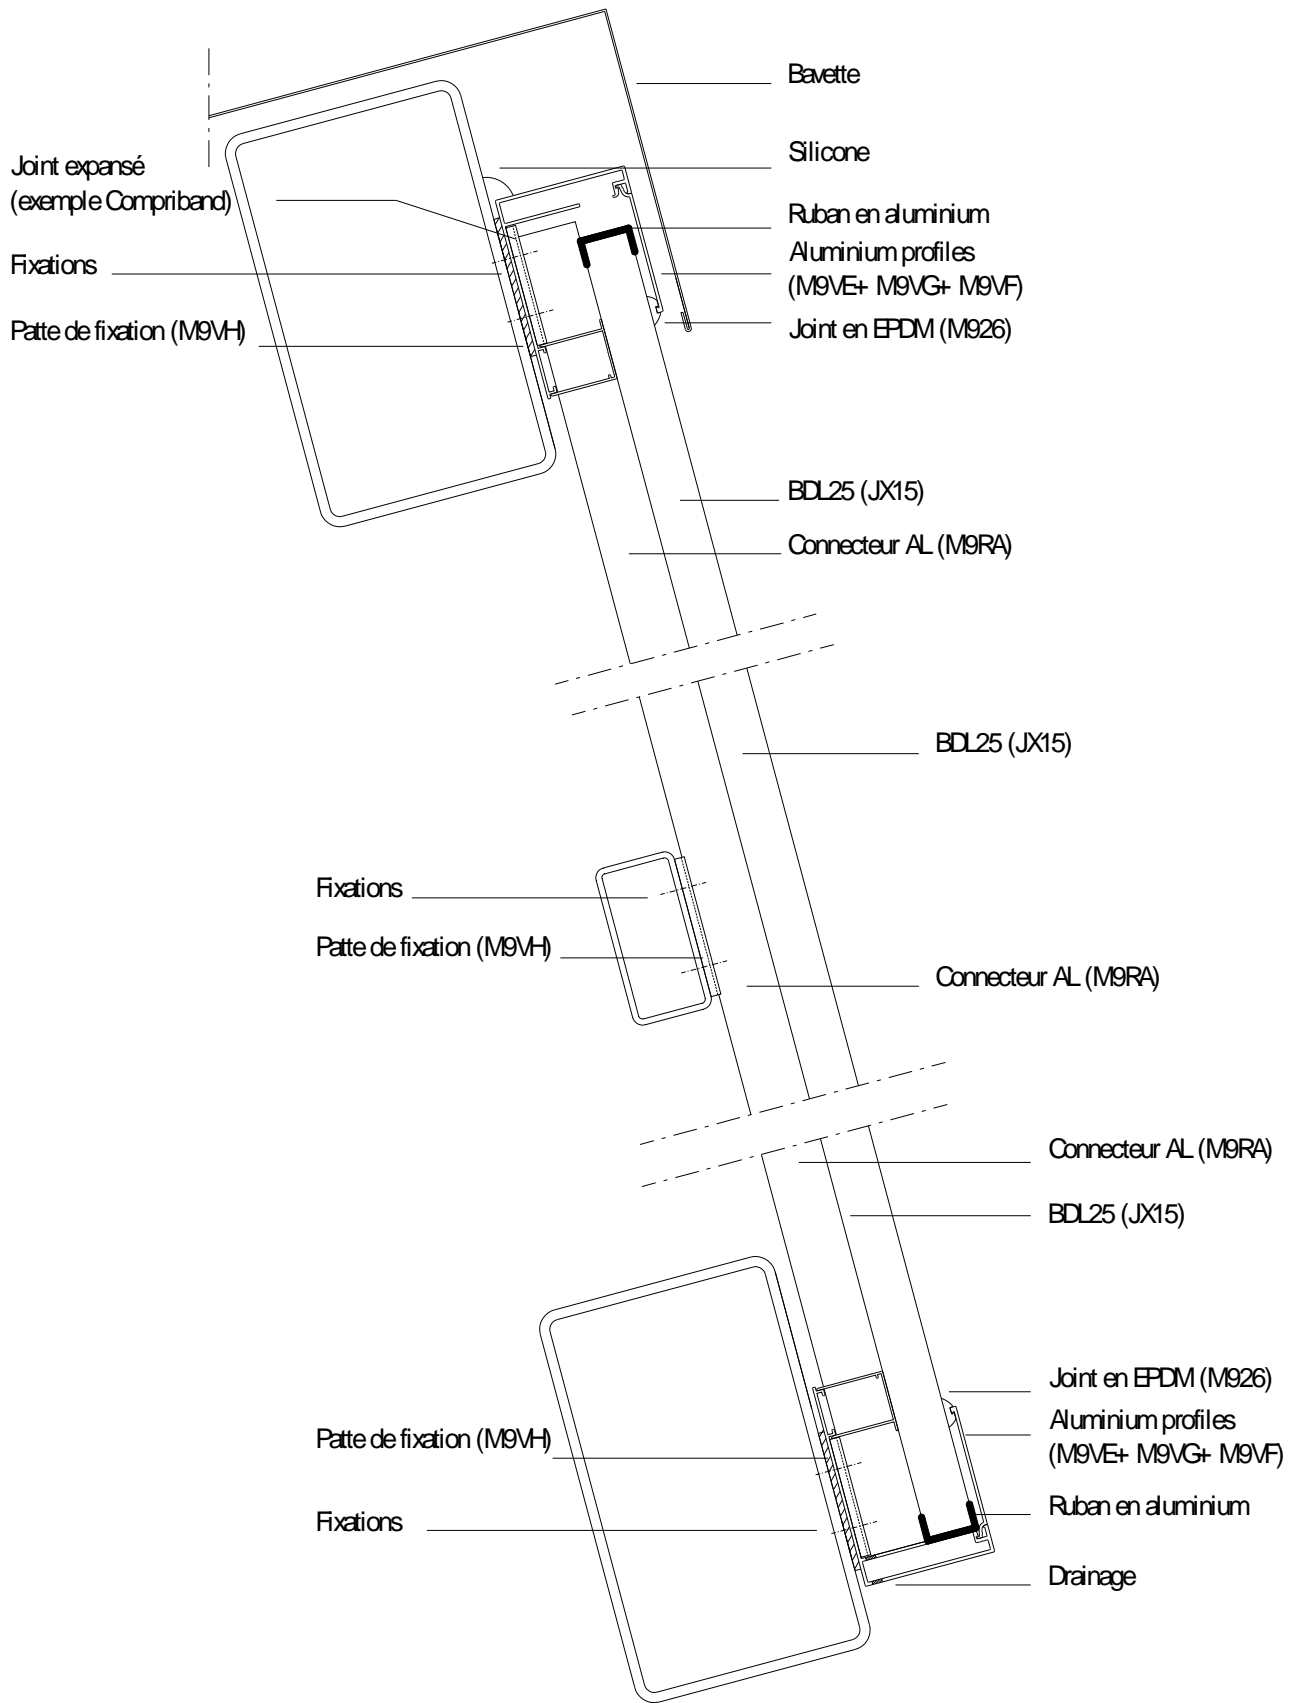 Bavette
Silicone
Joint expansé
(exemple Compriband)
Ruban en aluminium
Aluminium profiles
(M9VE+ M9VG+ M9VF)
Fixations
Patte de fixation (M9VH)
Joint en EPDM (M926)
BDL25 (JX15)
Connecteur AL (M9RA)
BDL25 (JX15)
Fixations
Patte de fixation (M9VH)
Connecteur AL (M9RA)
Connecteur AL (M9RA)
BDL25 (JX15)
Joint en EPDM (M926)
Aluminium profiles
(M9VE+ M9VG+ M9VF)
Patte de fixation (M9VH)
Ruban en aluminium
Fixations
Drainage